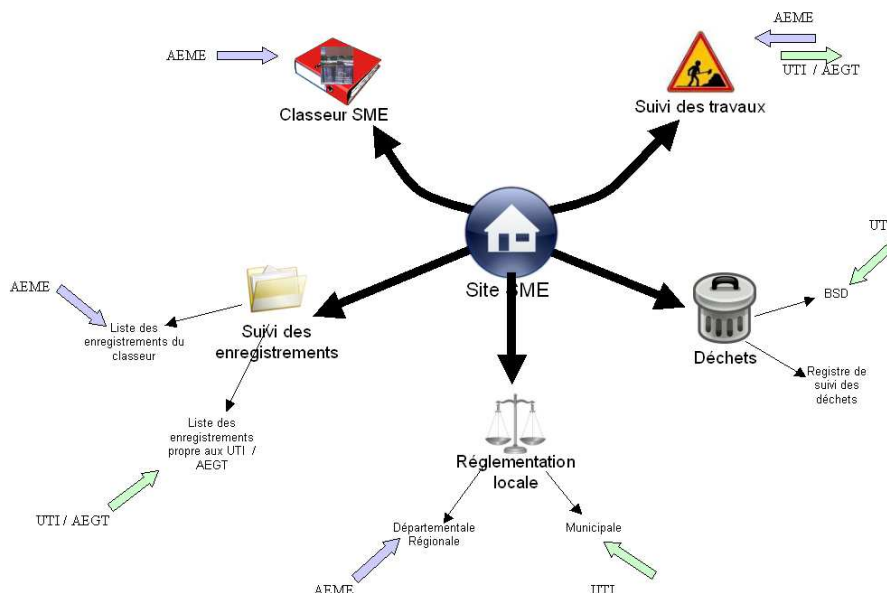 AEME
Classeur SME
AEME
UTI / AEGT
Suivi des travaux
Site SME
AEME
Suivi des
enregistrements
Liste des
enregistrements du
classeur
Liste des
enregistrements
propre aux UTI /
AEGT
UTI / AEGT
UT
BSD
Déchets
Registre de
suivi des
déchets
Réglementation
locale
Départementale
Régionale
Municipale
AEME
UTI